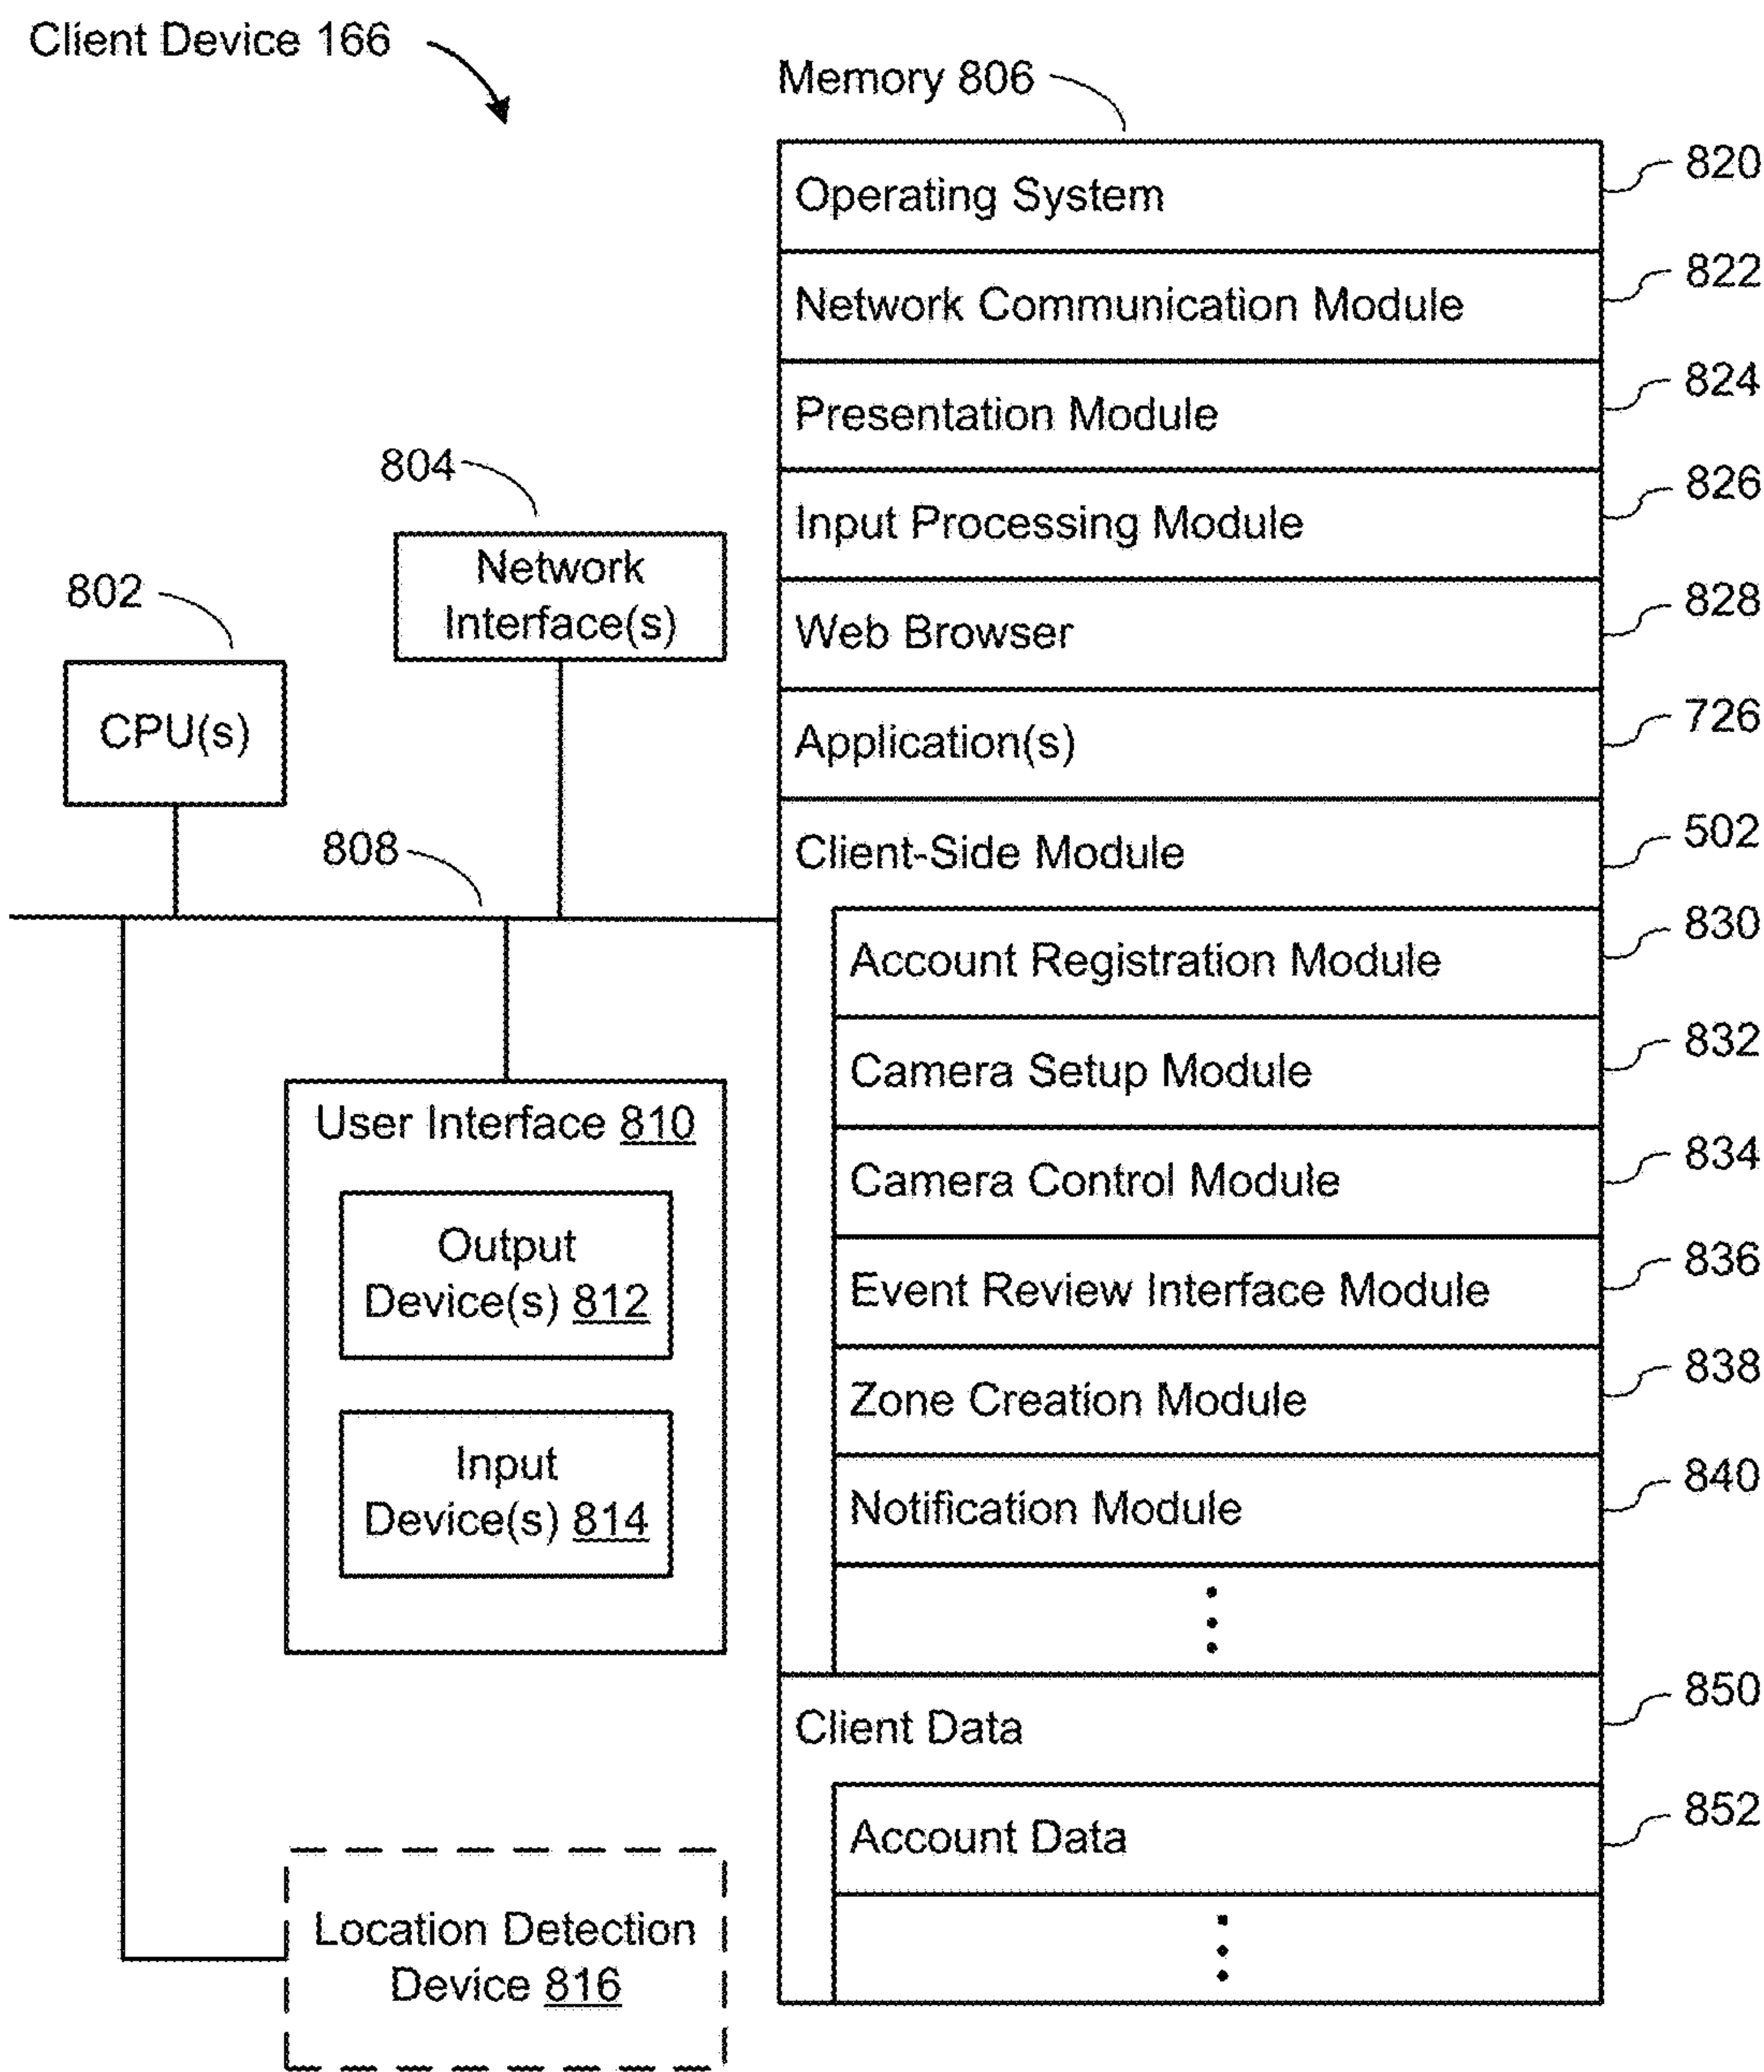 Client Device 166
Memory 806
Operating System
820
Network Communication Module
822
Presentation Module
824
Input Processing Module
826
Web Browser
828
Application(s)
726
Client-Side Module
502
Account Registration Module
830
Camera Setup Module
832
Camera Control Module
834
Event Review Interface Module
836
Zone Creation Module
838
Notification Module
840
Client Data
850
Account Data
852
804
Network
Interface(s)
802
CPU(s)
808
User Interface 810
Output
Device(s) 812
Input
Device(s) 814
Location Detection
Device 816